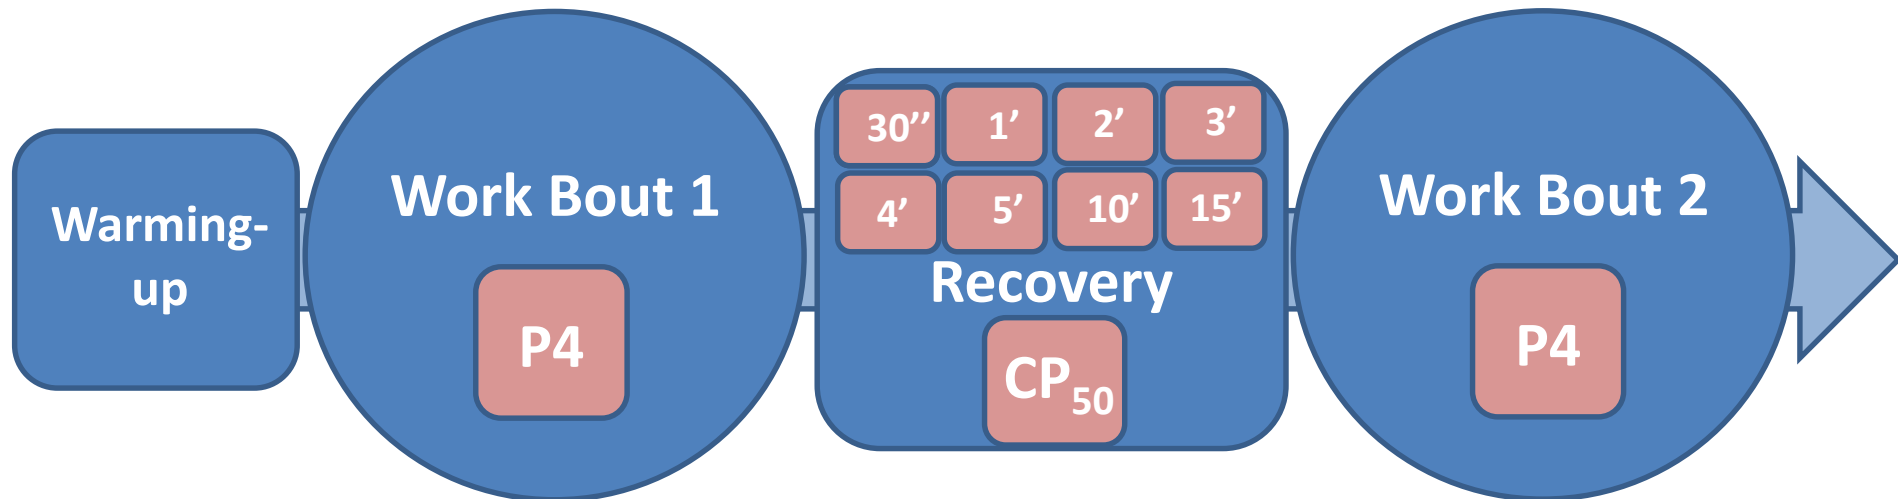 Warming-
up
Work Bout 1
P4
30’’ 1’ 2’ 3’
4’ 5’ 10’ 15’
Recovery
CP₅₀
Work Bout 2
P4